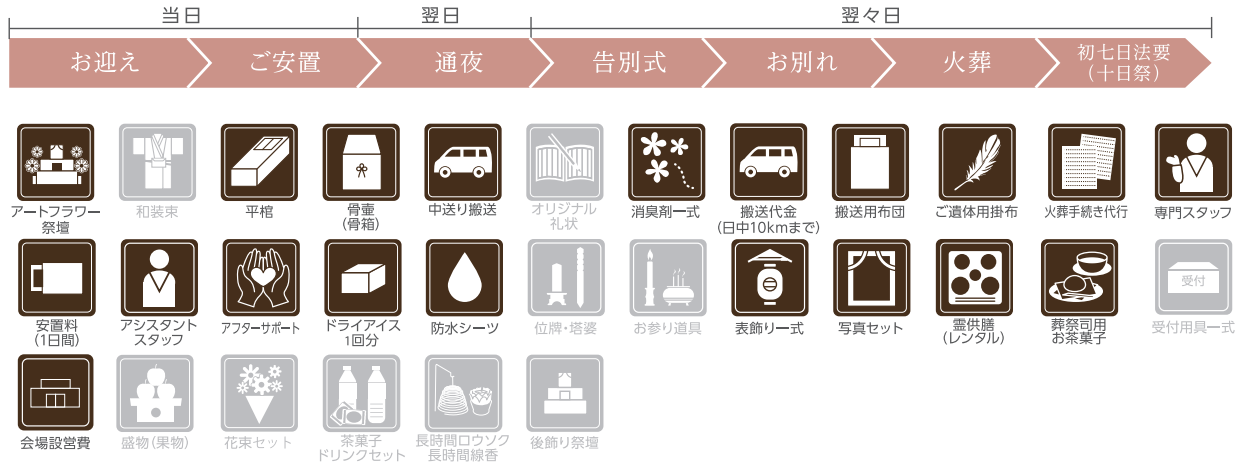 当日
翌日
翌々日
お迎え
ご安置
通夜
告別式
お別れ
火葬
初七日法要
(十日祭)
アートフラワー
祭壇
和装束
平棺
骨壷
(骨箱)
中送り搬送
オリジナル
礼状
消臭剤一式
搬送代金
(日中10kmまで)
搬送用布団
ご遺体用掛布
火葬手続き代行
専門スタッフ
安置料
(1日間)
アシスタント
スタッフ
アフターサポート
ドライアイス
1回分
防水シーツ
位牌・塔婆
お参り道具
表飾り一式
写真セット
霊供膳
(レンタル)
葬祭司用
お茶菓子
受付
受付用具一式
会場設営費
盛物(果物)
花束セット
茶菓子
ドリンクセット
長時間ロウソク
長時間線香
後飾り祭壇